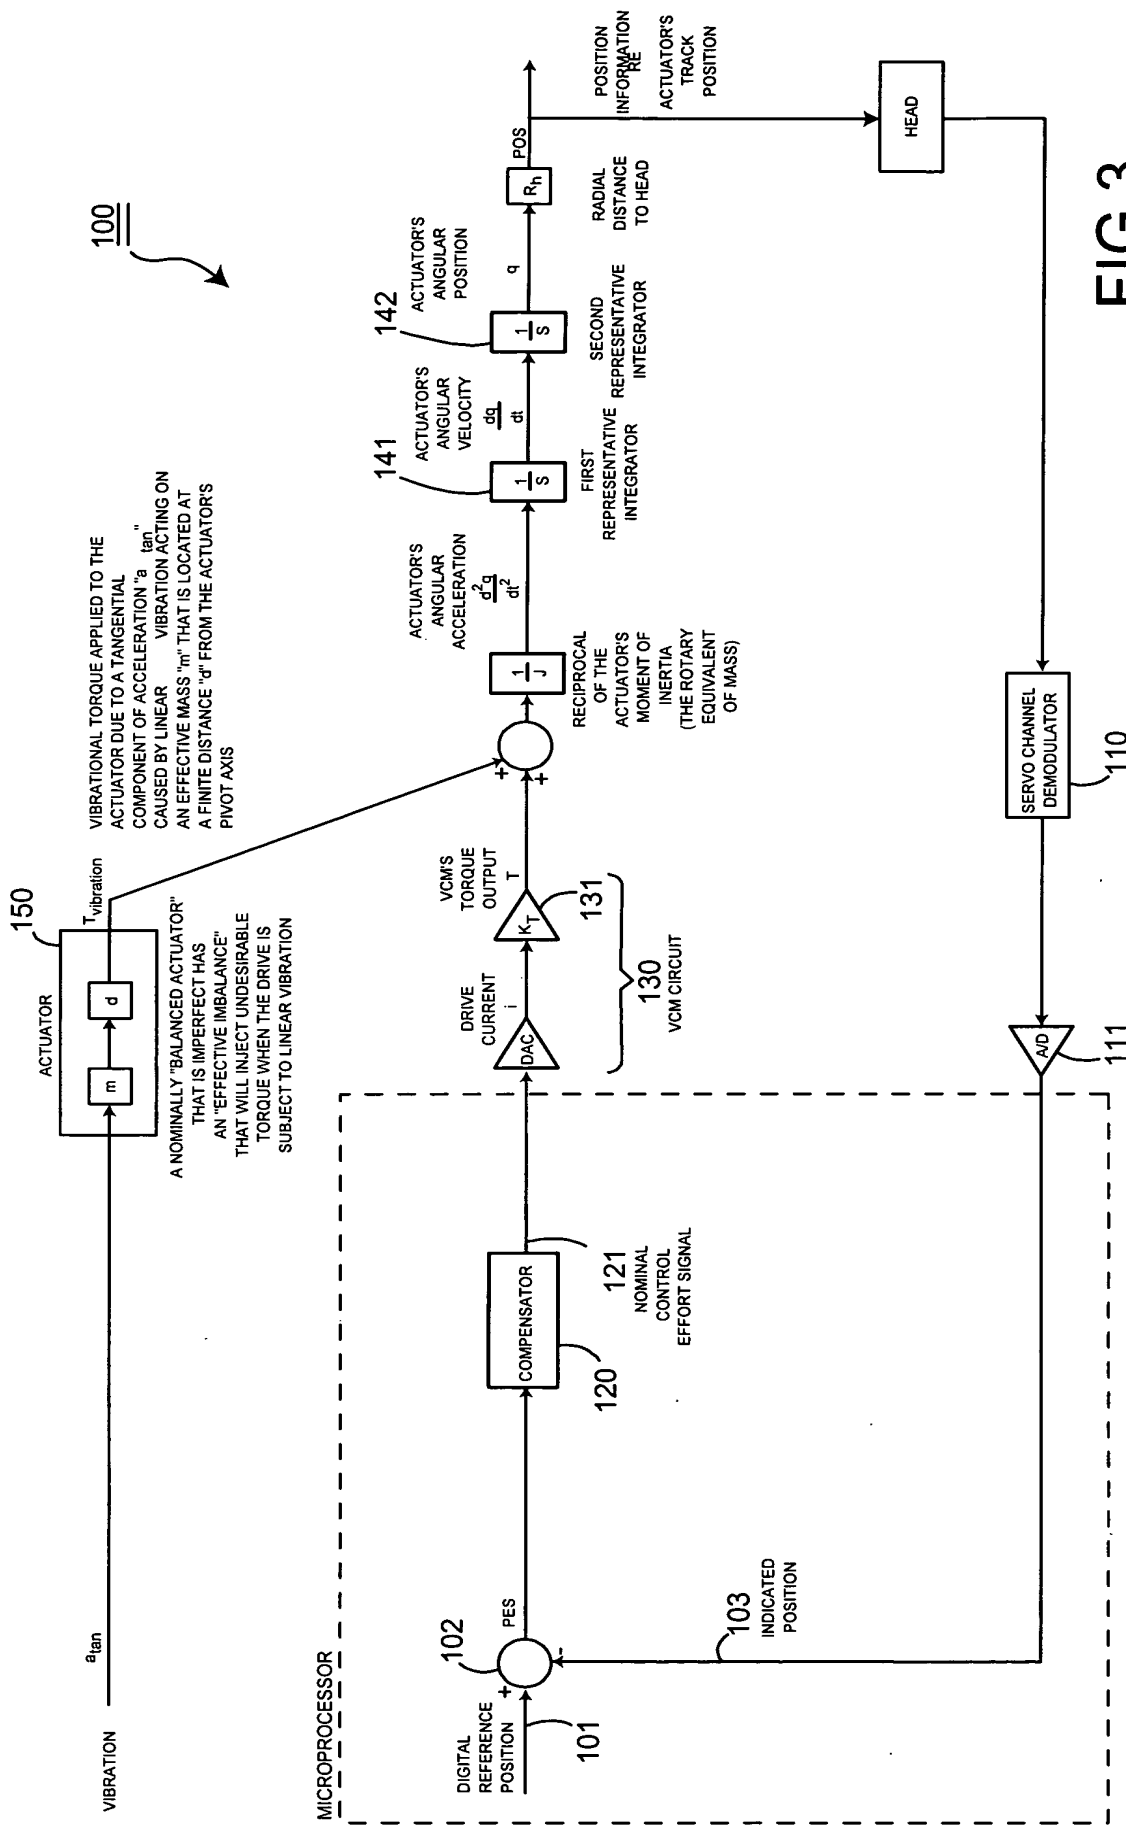 100
VIBRATION
a tan
ACTUATOR
150
m
d
T vibration
VIBRATIONAL TORQUE APPLIED TO THE
ACTUATOR DUE TO A TANGENTIAL
COMPONENT OF ACCELERATION "a tan"
CAUSED BY LINEAR VIBRATION ACTING ON
AN EFFECTIVE MASS "m" THAT IS LOCATED AT
A FINITE DISTANCE "d" FROM THE ACTUATOR'S
PIVOT AXIS
A NOMINALLY "BALANCED ACTUATOR"
THAT IS IMPERFECT HAS
AN "EFFECTIVE IMBALANCE"
THAT WILL INJECT UNDESIRABLE
TORQUE WHEN THE DRIVE IS
SUBJECT TO LINEAR VIBRATION
MICROPROCESSOR
DIGITAL
REFERENCE
POSITION
101
102
+
-
PES
COMPENSATOR
120
121
NOMINAL
CONTROL
EFFORT SIGNAL
DAC
DRIVE
CURRENT
i
K T
131
130
VCM CIRCUIT
VCM'S
TORQUE
OUTPUT
T
+
+
1
J
RECIPROCAL
OF THE
ACTUATOR'S
MOMENT OF
INERTIA
(THE ROTARY
EQUIVALENT
OF MASS)
ACTUATOR'S
ANGULAR
ACCELERATION
d²q
dt²
141
1
S
FIRST
REPRESENTATIVE
INTEGRATOR
ACTUATOR'S
ANGULAR
VELOCITY
dq
dt
142
1
S
SECOND
REPRESENTATIVE
INTEGRATOR
ACTUATOR'S
ANGULAR
POSITION
q
R h
RADIAL
DISTANCE
TO HEAD
POS
POSITION
INFORMATION
RE
ACTUATOR'S
TRACK
POSITION
HEAD
SERVO CHANNEL
DEMODULATOR
110
A/D
111
103
INDICATED
POSITION
FIG 3